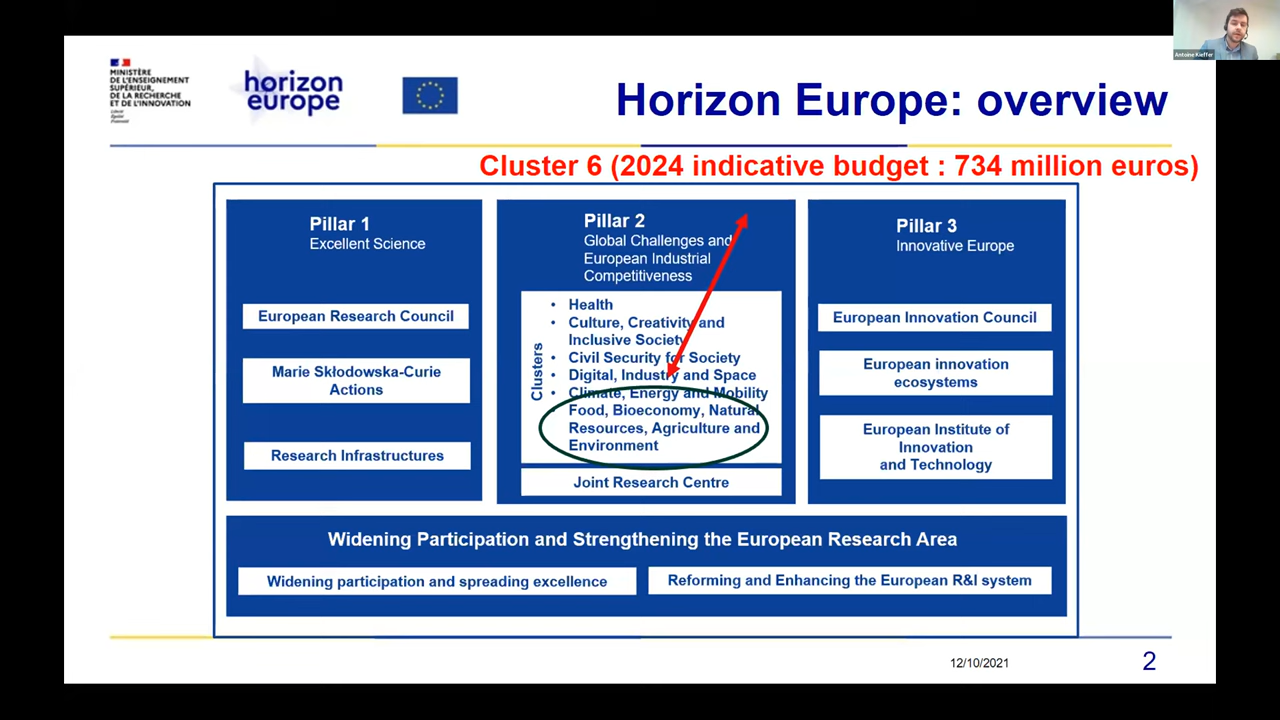 Antoine Kieffer
MINISTÈRE
DE L'ENSEIGNEMENT
SUPÉRIEUR,
DE LA RECHERCHE
ET DE L'INNOVATION
Liberté
Égalité
Fraternité
horizon
europe
Horizon Europe: overview
Cluster 6 (2024 indicative budget : 734 million euros)
Pillar 1
Excellent Science
European Research Council
Marie Skłodowska-Curie
Actions
Research Infrastructures
Pillar 2
Global Challenges and
European Industrial
Competitiveness
Clusters
• Health
• Culture, Creativity and
Inclusive Society
• Civil Security for Society
• Digital, Industry and Space
• Climate, Energy and Mobility
• Food, Bioeconomy, Natural
Resources, Agriculture and
Environment
Joint Research Centre
Pillar 3
Innovative Europe
European Innovation Council
European innovation
ecosystems
European Institute of
Innovation
and Technology
Widening Participation and Strengthening the European Research Area
Widening participation and spreading excellence
Reforming and Enhancing the European R&I system
12/10/2021
2